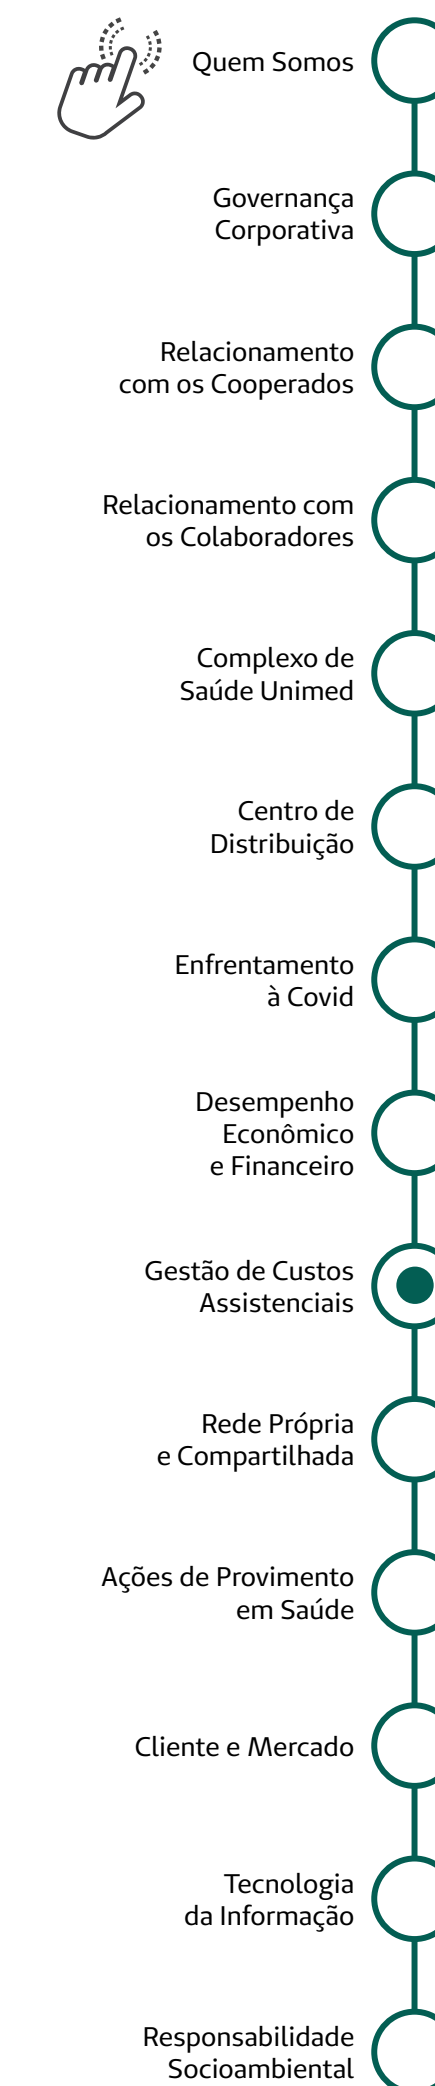 Quem Somos
Governança
Corporativa
Relacionamento
com os Cooperados
Relacionamento com
os Colaboradores
Complexo de
Saúde Unimed
Centro de
Distribuição
Enfrentamento
à Covid
Desempenho
Econômico
e Financeiro
Gestão de Custos
Assistenciais
Rede Própria
e Compartilhada
Ações de Provimento
em Saúde
Cliente e Mercado
Tecnologia
da Informação
Responsabilidade
Socioambiental